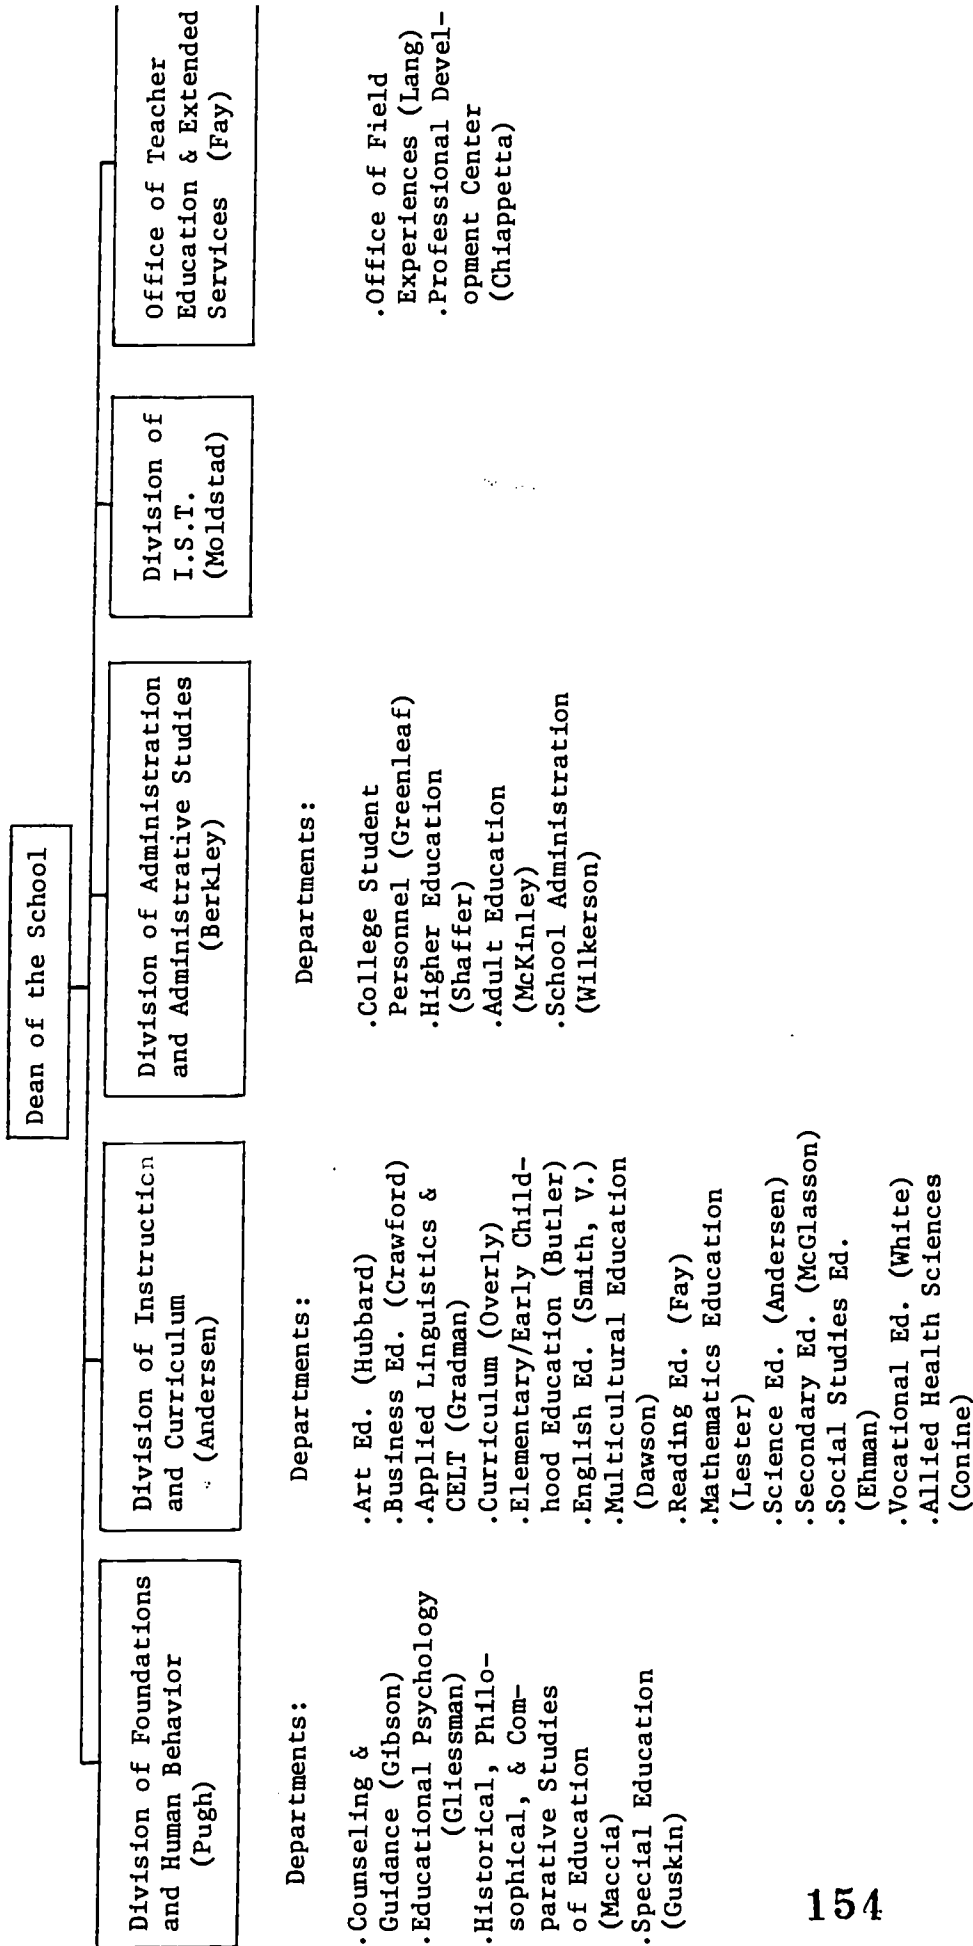 Dean of the School
Division of Foundations
and Human Behavior
(Pugh)
Departments:
.Counseling &
Guidance (Gibson)
.Educational Psychology
(Gliessman)
.Historical, Philo-
sophical, & Com-
parative Studies
of Education
(Maccia)
.Special Education
(Guskin)
Division of Instruction
and Curriculum
(Andersen)
Departments:
.Art Ed. (Hubbard)
.Business Ed. (Crawford)
.Applied Linguistics &
CELT (Gradman)
.Curriculum (Overly)
.Elementary/Early Child-
hood Education (Butler)
.English Ed. (Smith, V.)
.Multicultural Education
(Dawson)
.Reading Ed. (Fay)
.Mathematics Education
(Lester)
.Science Ed. (Andersen)
.Secondary Ed. (McGlasson)
.Social Studies Ed.
(Ehman)
.Vocational Ed. (White)
.Allied Health Sciences
(Conine)
Division of Administration
and Administrative Studies
(Berkley)
Departments:
.College Student
Personnel (Greenleaf)
.Higher Education
(Shaffer)
.Adult Education
(McKinley)
.School Administration
(Wilkerson)
Division of
I.S.T.
(Moldstad)
Office of Teacher
Education & Extended
Services (Fay)
.Office of Field
Experiences (Lang)
.Professional Devel-
opment Center
(Chiappetta)
154